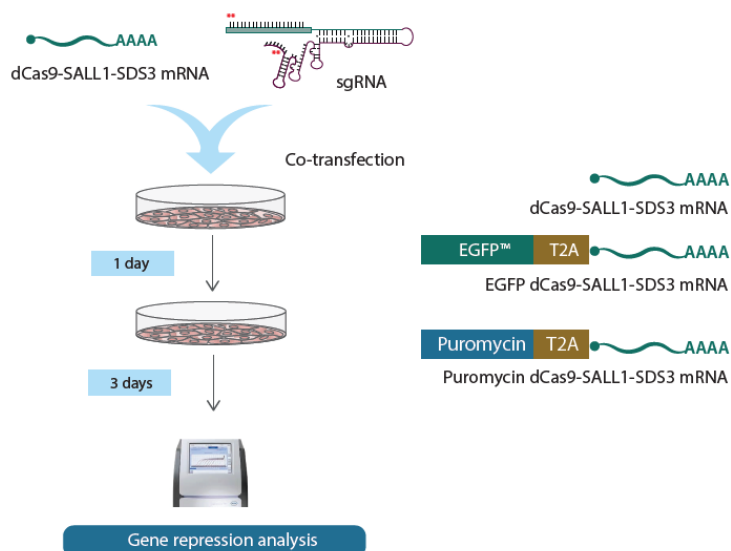 AAAA
dCas9-SALL1-SDS3 mRNA
**
**
sgRNA
Co-transfection
1 day
3 days
Gene repression analysis
AAAA
dCas9-SALL1-SDS3 mRNA
EGFP™ T2A AAAA
EGFP dCas9-SALL1-SDS3 mRNA
Puromycin T2A AAAA
Puromycin dCas9-SALL1-SDS3 mRNA